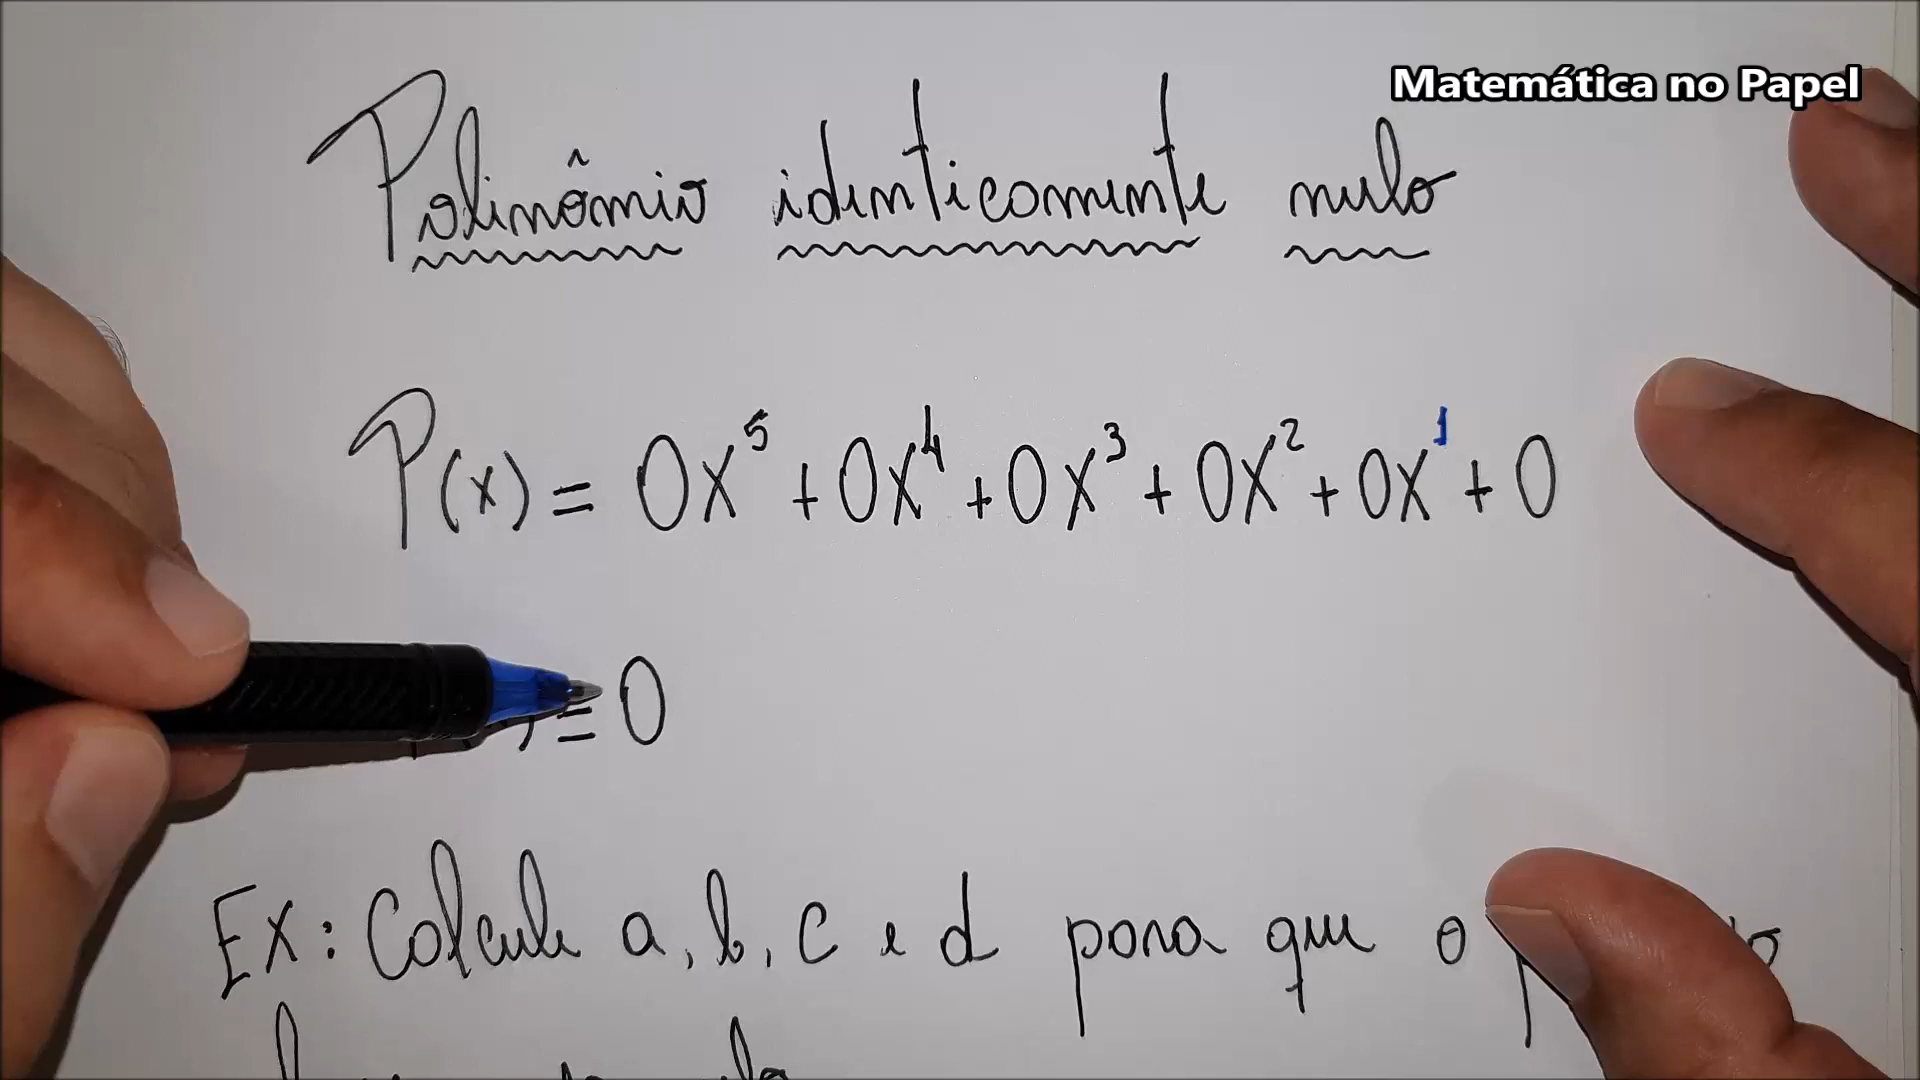 Matemática no Papel
Polinômio identicamente nulo
P(x) = 0x⁵ + 0x⁴ + 0x³ + 0x² + 0x¹ + 0
) = 0
Ex: Calcule a, b, c e d para que o